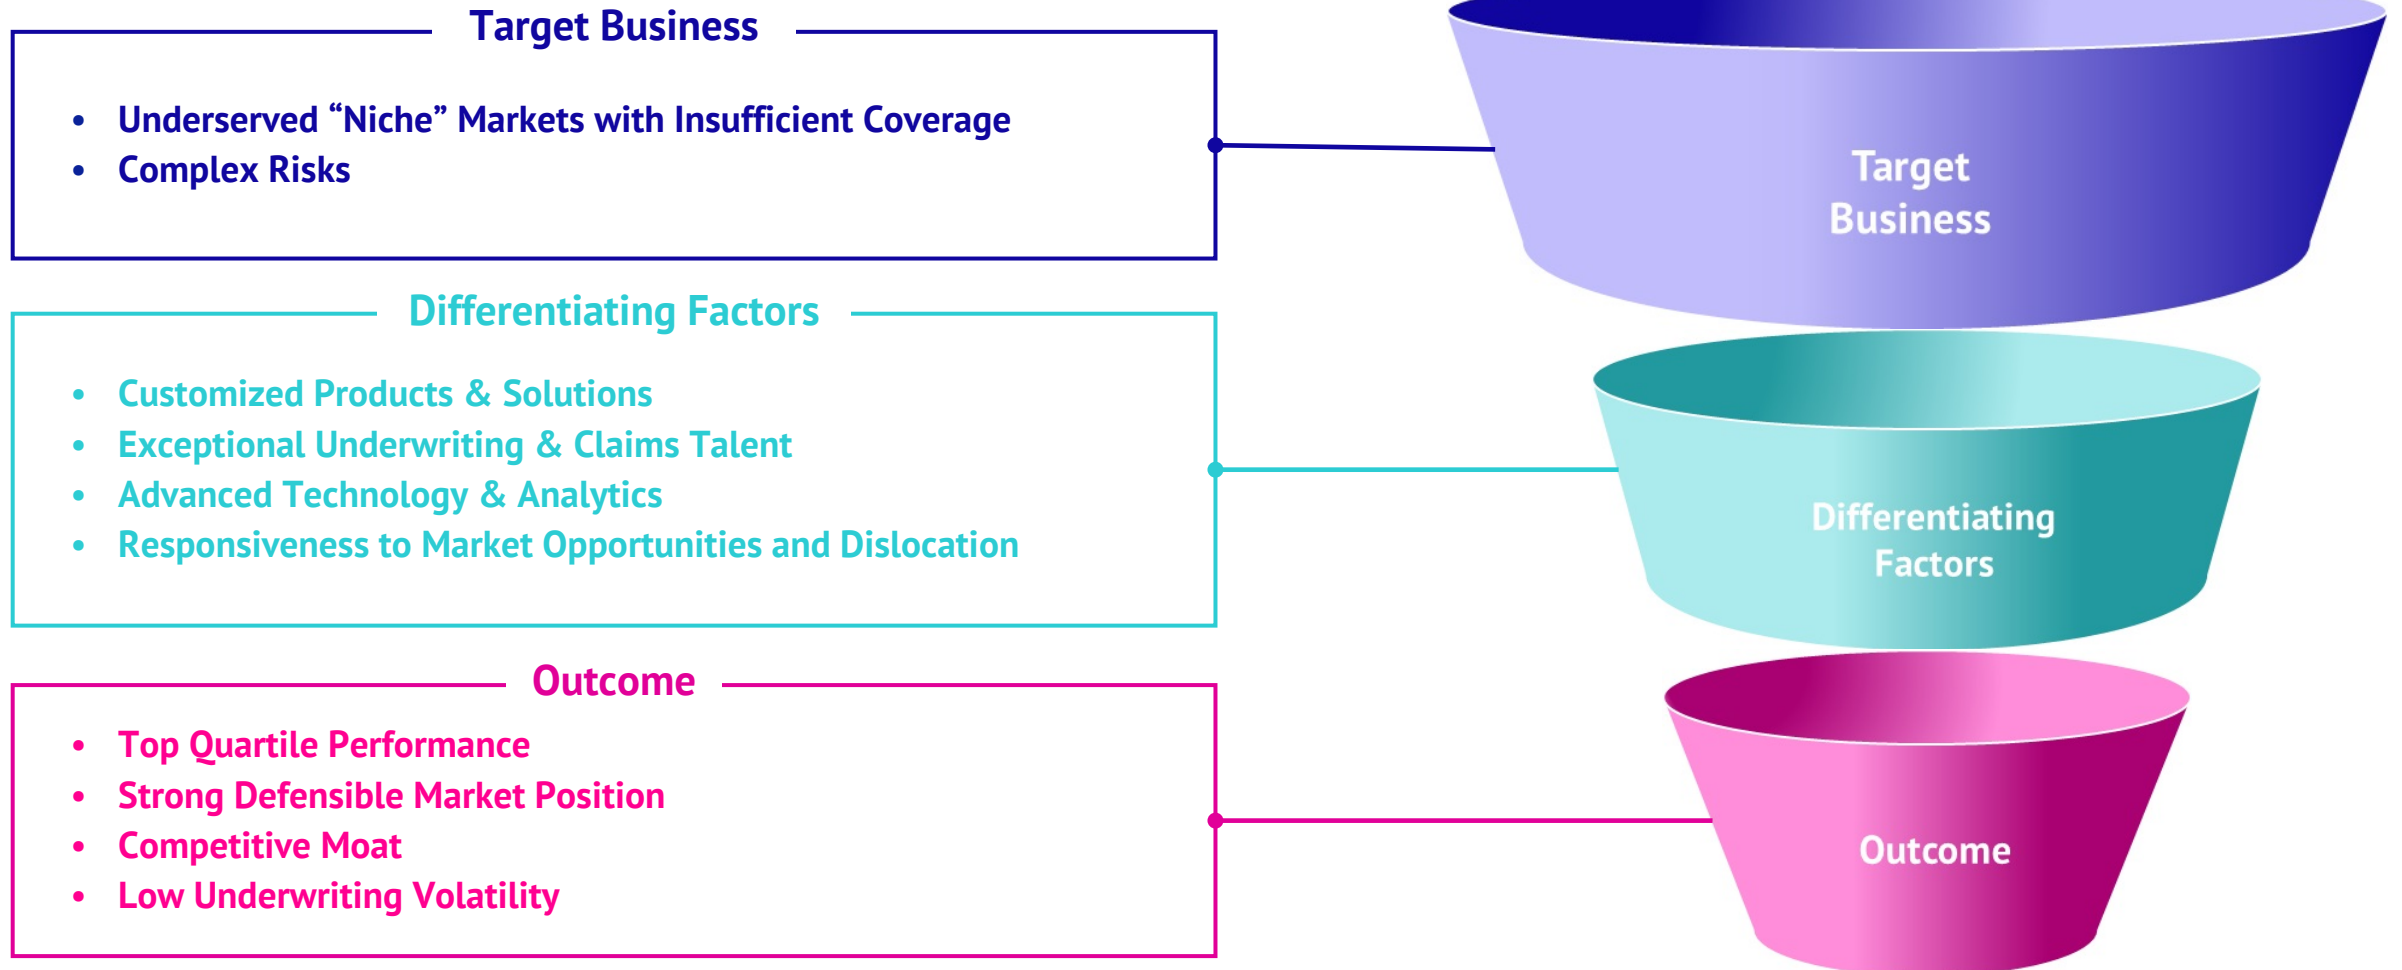 Target Business
• Underserved “Niche” Markets with Insufficient Coverage
• Complex Risks
Target
Business
Differentiating Factors
• Customized Products & Solutions
• Exceptional Underwriting & Claims Talent
• Advanced Technology & Analytics
• Responsiveness to Market Opportunities and Dislocation
Differentiating
Factors
Outcome
• Top Quartile Performance
• Strong Defensible Market Position
• Competitive Moat
• Low Underwriting Volatility
Outcome